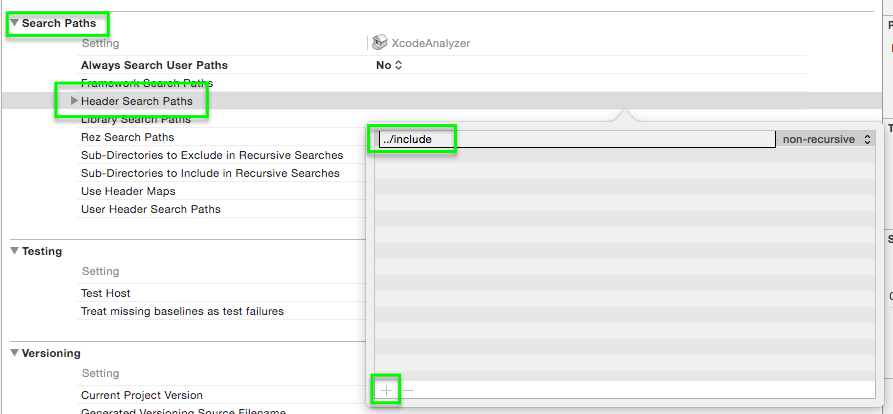 Search Paths
Setting XcodeAnalyzer
Always Search User Paths No
Framework Search Paths
Header Search Paths
Library Search Paths
../include non-recursive
Rez Search Paths
Sub-Directories to Exclude in Recursive Searches
Sub-Directories to Include in Recursive Searches
Use Header Maps
User Header Search Paths
Testing
Setting
Test Host
Treat missing baselines as test failures
Versioning
Setting
+ −
Current Project Version
Generated Versioning Source Filename